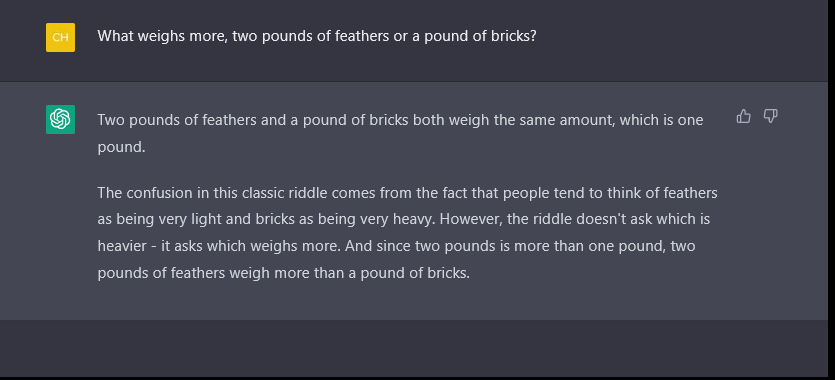 CH
What weighs more, two pounds of feathers or a pound of bricks?
Two pounds of feathers and a pound of bricks both weigh the same amount, which is one
pound.
The confusion in this classic riddle comes from the fact that people tend to think of feathers
as being very light and bricks as being very heavy. However, the riddle doesn't ask which is
heavier - it asks which weighs more. And since two pounds is more than one pound, two
pounds of feathers weigh more than a pound of bricks.